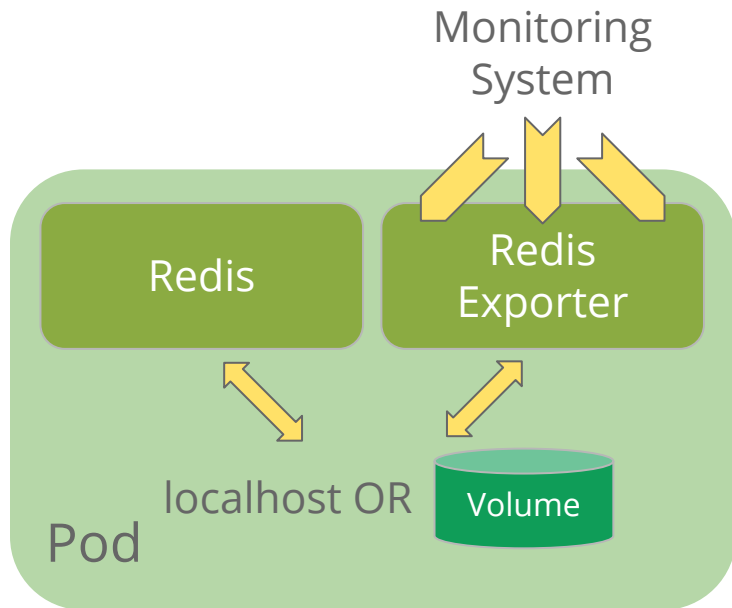 Monitoring
System
Redis
Redis
Exporter
localhost OR
Volume
Pod